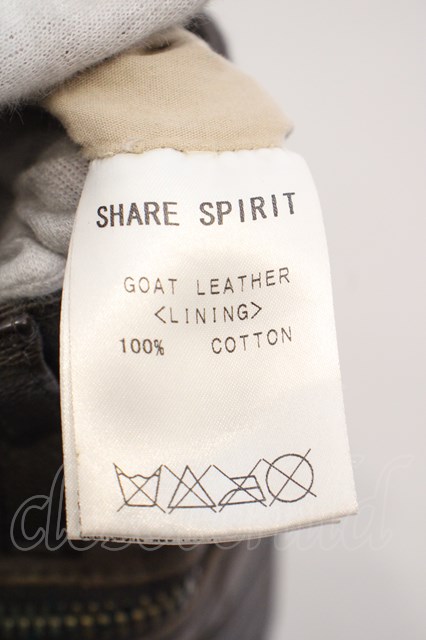 SHARE SPIRIT
GOAT LEATHER
<LINING>
100% COTTON